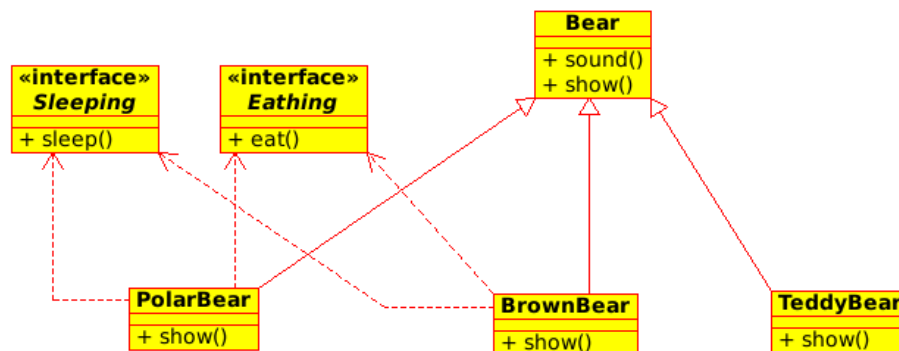 Bear
+ sound()
+ show()
«interface»
Sleeping
+ sleep()
«interface»
Eathing
+ eat()
PolarBear
+ show()
BrownBear
+ show()
TeddyBear
+ show()